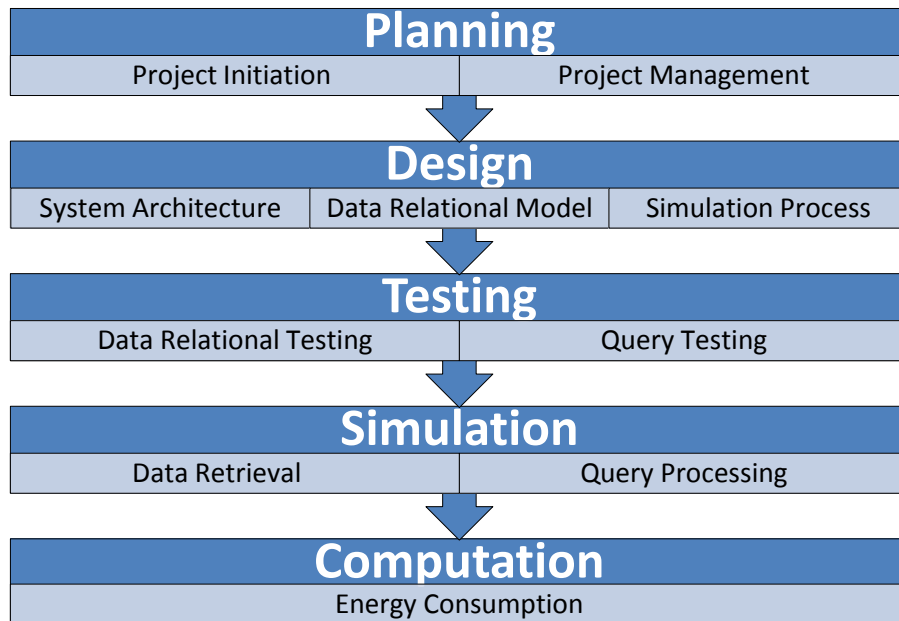 Planning
Project Initiation Project Management
Design
System Architecture Data Relational Model Simulation Process
Testing
Data Relational Testing Query Testing
Simulation
Data Retrieval Query Processing
Computation
Energy Consumption